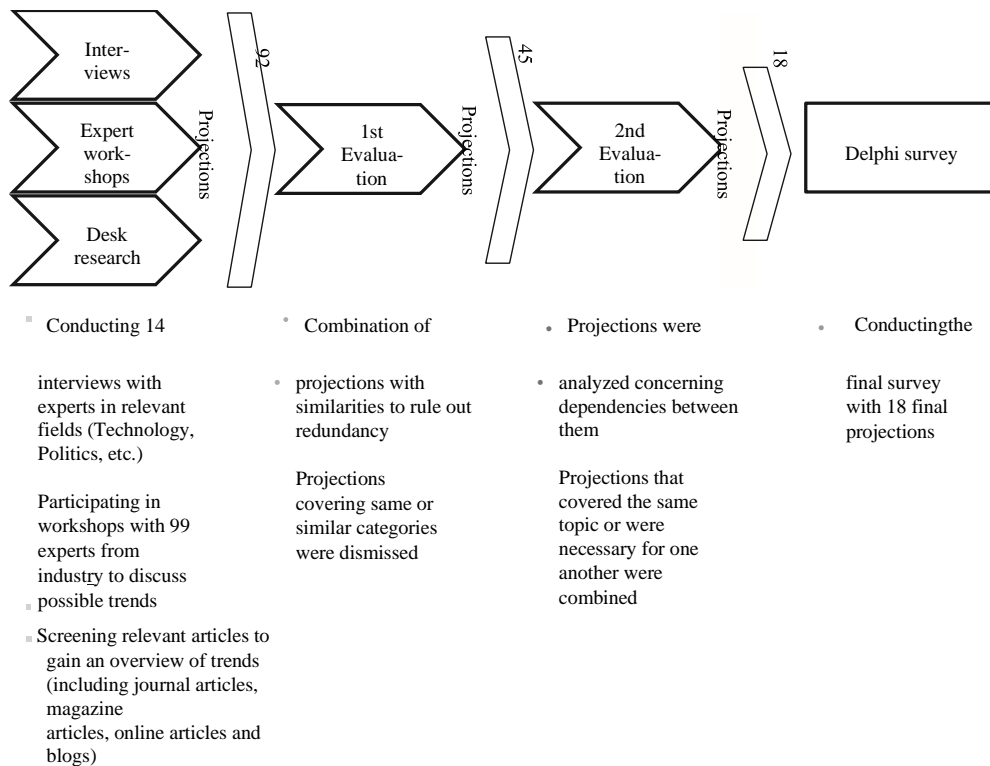 Inter-
views
Expert
work-
shops
Desk
research
Projections
92
1st
Evalua-
tion
Projections
45
2nd
Evalua-
tion
Projections
18
Delphi survey
Conducting 14
interviews with
experts in relevant
fields (Technology,
Politics, etc.)
Participating in
workshops with 99
experts from
industry to discuss
possible trends
Screening relevant articles to
gain an overview of trends
(including journal articles,
magazine
articles, online articles and
blogs)
Combination of
projections with
similarities to rule out
redundancy
Projections
covering same or
similar categories
were dismissed
Projections were
analyzed concerning
dependencies between
them
Projections that
covered the same
topic or were
necessary for one
another were
combined
Conductingthe
final survey
with 18 final
projections